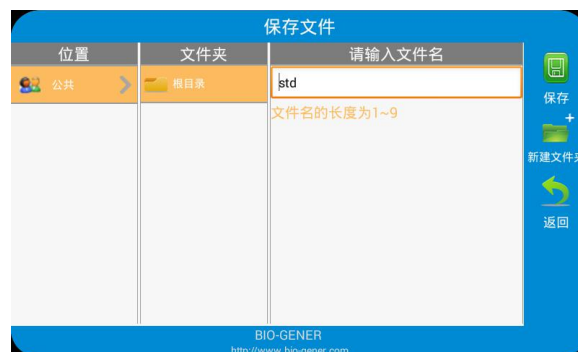 保存文件
位置
文件夹
请输入文件名
公共
根目录
std
文件名的长度为1~9
保存
新建文件夹
返回
BIO-GENER
http://www.bio-gener.com